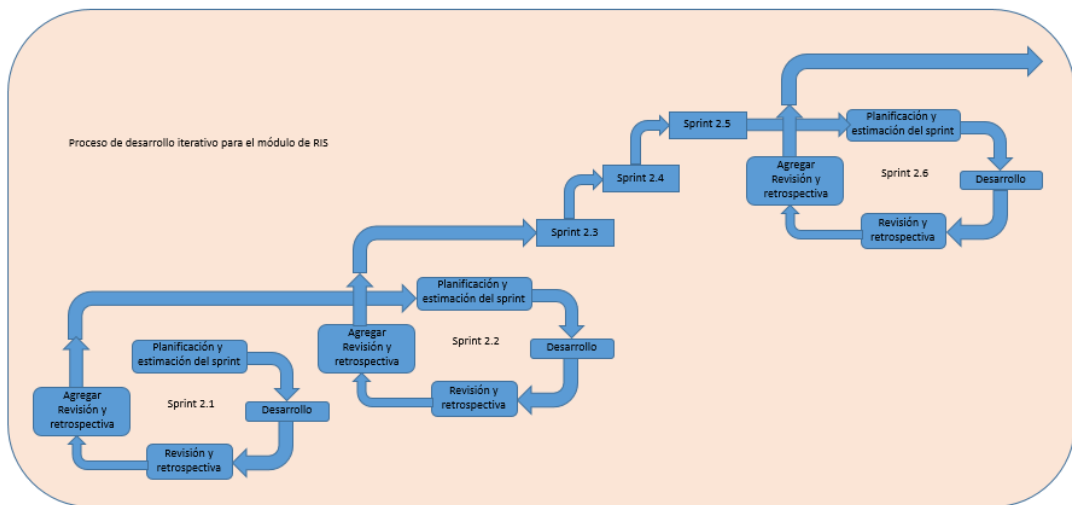 Proceso de desarrollo iterativo para el módulo de RIS
Planificación y
estimación del sprint
Agregar
Revisión y
retrospectiva
Sprint 2.1
Desarrollo
Revisión y
retrospectiva
Planificación y
estimación del sprint
Agregar
Revisión y
retrospectiva
Sprint 2.2
Desarrollo
Revisión y
retrospectiva
Sprint 2.3
Sprint 2.4
Sprint 2.5
Planificación y
estimación del sprint
Agregar
Revisión y
retrospectiva
Sprint 2.6
Desarrollo
Revisión y
retrospectiva